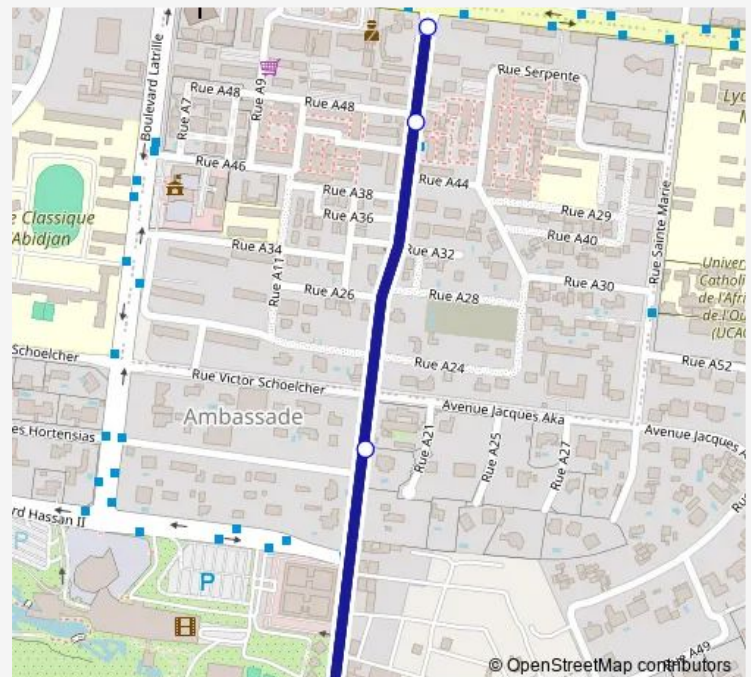 Boulevard Latrille
Rue A9
Rue Serpente
Rue A48
Rue A48
Rue A7
Rue A46
Rue A44
Rue A38
Rue A36
Rue A29
Rue A40
Rue Sainte Marie
e Classique
'Abidjan
Rue A34
Rue A32
Rue A11
Rue A26
Rue A28
Rue A30
Univer
Cathol
de l'Afri
de l'Ou
(UCAO
Schoelcher
Rue A24
Rue A52
Rue Victor Schoelcher
Ambassade
Avenue Jacques Aka
Avenue Jacques A
es Hortensias
Rue A21
Rue A25
Rue A27
rd Hassan II
P
P
Rue A49
© OpenStreetMap contributors